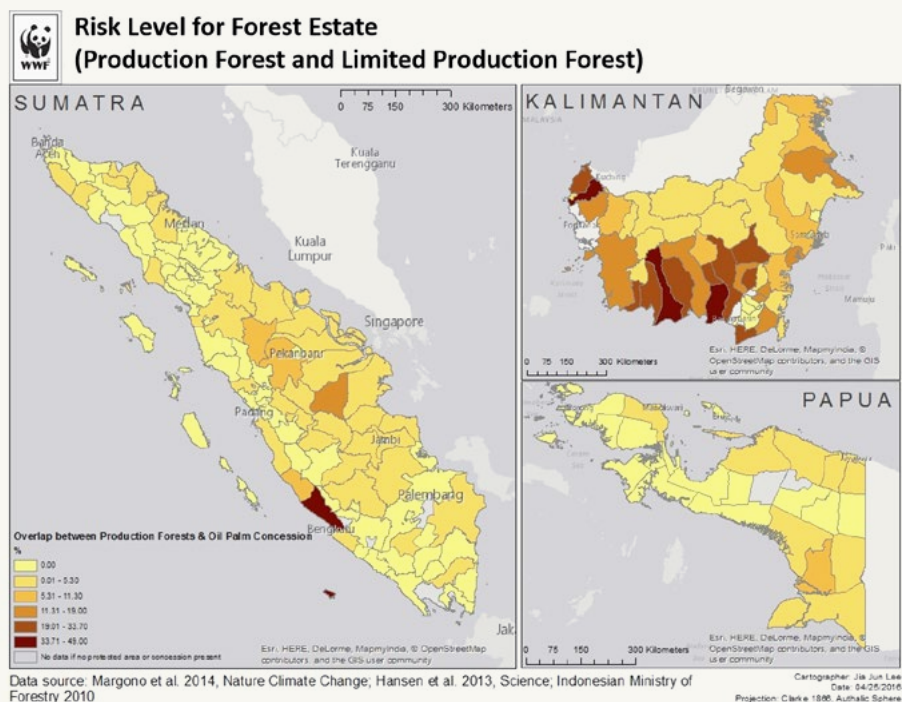 WWF
Risk Level for Forest Estate
(Production Forest and Limited Production Forest)
SUMATRA
0 75 150 300 Kilometers
Banda
Aceh
Kuala
Terengganu
Medan
Kuala
Lumpur
Singapore
Pekanbaru
Padang
Jambi
Palembang
Bengkulu
Jak
Overlap between Production Forests & Oil Palm Concession
%
0.00
0.01 - 5.30
5.31 - 11.30
11.31 - 19.00
19.01 - 33.70
33.71 - 49.00
No data if no protected area or concession present
Esri, HERE, DeLorme, MapmyIndia, ©
OpenStreetMap
contributors, and the GIS user community
KALIMANTAN
MALAYSIA
Kuching
Samarinda
Mamuju
0 75 150 300 Kilometers
Esri, HERE, DeLorme, MapmyIndia, ©
OpenStreetMap contributors, and the GIS
user community
PAPUA
Manokwari
0 75 150 300 Kilometers
Esri, HERE, DeLorme, MapmyIndia, ©
OpenStreetMap contributors, and the GIS
user community
Data source: Margono et al. 2014, Nature Climate Change; Hansen et al. 2013, Science; Indonesian Ministry of
Forestry 2010
Cartographer: Jia Jun Lee
Date: 04/26/2016
Projection: Clarke 1866, Authalic Sphere